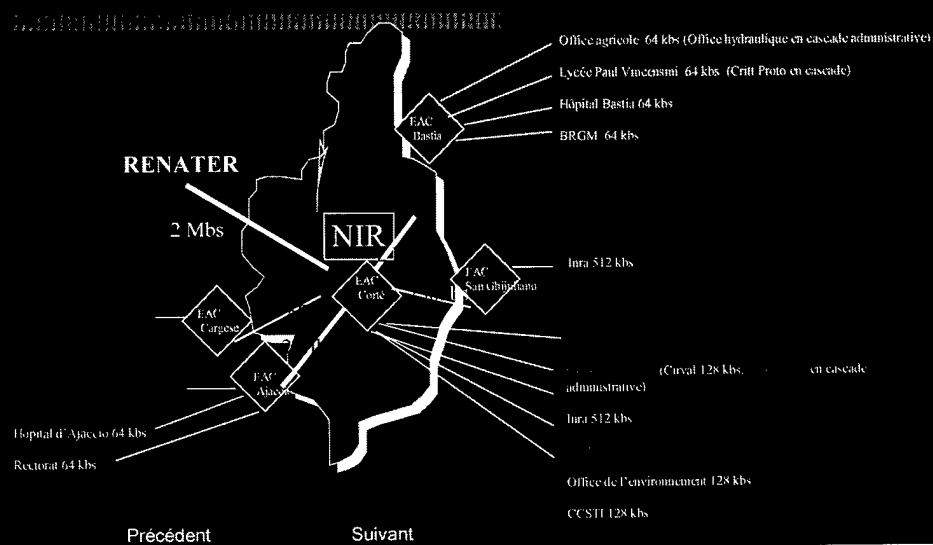 Office agricole 64 kbs (Office hydraulique en cascade administrative)
Lycée Paul Vincensini 64 kbs (Critt Proto en cascade)
Hôpital Bastia 64 kbs
BRGM 64 kbs
EAC
Bastia
RENATER
2 Mbs
NIR
EAC
Corté
EAC
San Ghjuhianu
Inra 512 kbs
EAC
Cargese
EAC
Ajaccio
(Cirval 128 kbs, en cascade
administrative)
Inra 512 kbs
Hopital d'Ajaccio 64 kbs
Rectorat 64 kbs
Office de l'environnement 128 kbs
CCSTI 128 kbs
Précédent
Suivant